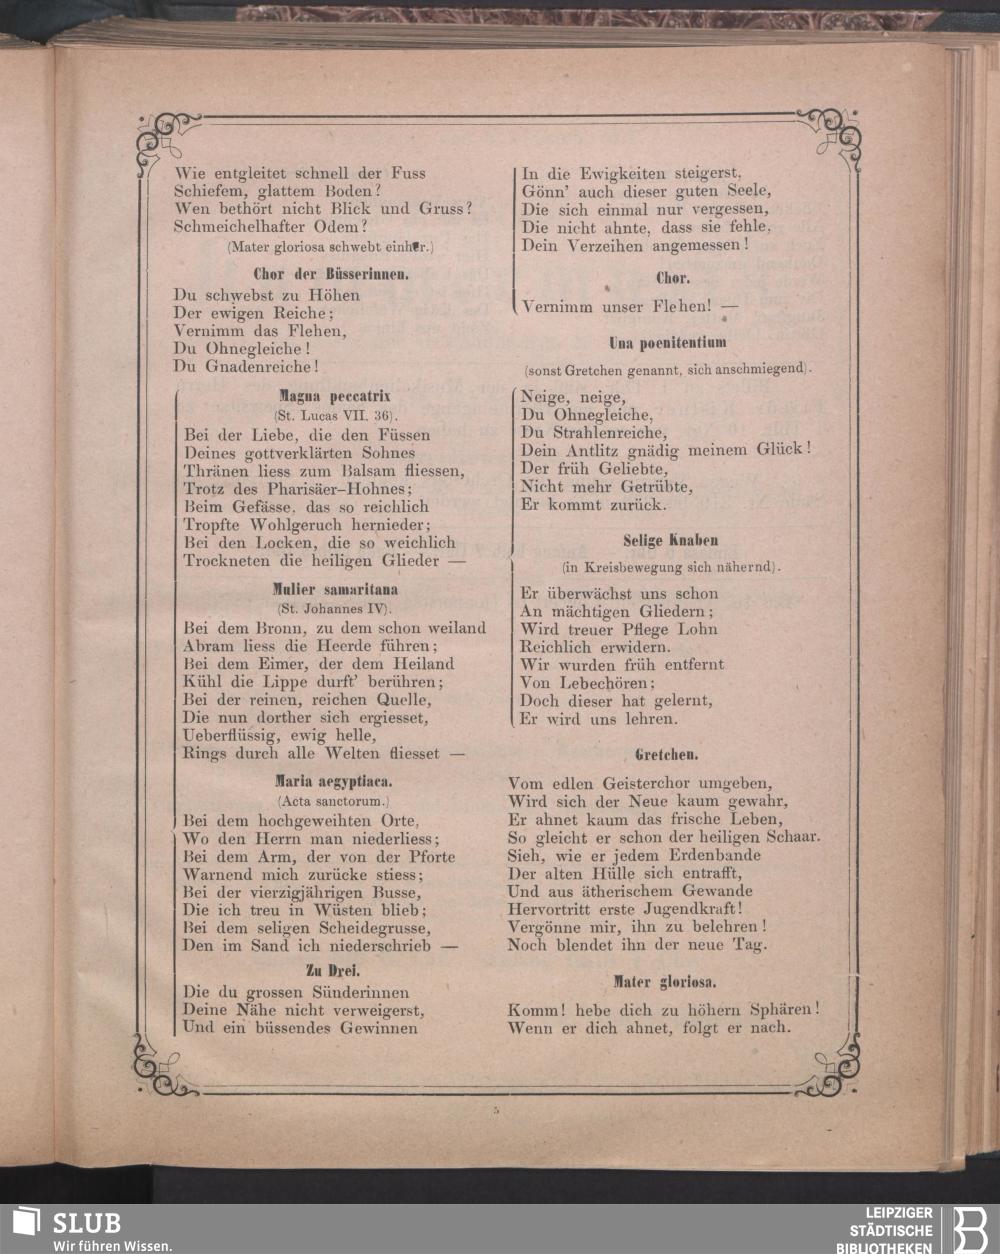 Wie entgleitet schnell der Fuss
Schiefem, glattem Boden?
Wen bethört nicht Blick und Gruss?
Schmeichelhafter Odem?
(Mater gloriosa schwebt einher.)
Chor der Büsserinnen.
Du schwebst zu Höhen
Der ewigen Reiche;
Vernimm das Flehen,
Du Ohnegleiche!
Du Gnadenreiche!
Magna peccatrix
(St. Lucas VII. 36).
Bei der Liebe, die den Füssen
Deines gottverklärten Sohnes
Thränen liess zum Balsam fliessen,
Trotz des Pharisäer-Hohnes;
Beim Gefässe, das so reichlich
Tropfte Wohlgeruch hernieder;
Bei den Locken, die so weichlich
Trockneten die heiligen Glieder —
Mulier samaritana
(St. Johannes IV).
Bei dem Bronn, zu dem schon weiland
Abram liess die Heerde führen;
Bei dem Eimer, der dem Heiland
Kühl die Lippe durft' berühren;
Bei der reinen, reichen Quelle,
Die nun dorther sich ergiesset,
Ueberflüssig, ewig helle,
Rings durch alle Welten fliesset —
Maria aegyptiaca.
(Acta sanctorum.)
Bei dem hochgeweihten Orte,
Wo den Herrn man niederliess;
Bei dem Arm, der von der Pforte
Warnend mich zurücke stiess;
Bei der vierzigjährigen Busse,
Die ich treu in Wüsten blieb;
Bei dem seligen Scheidegrusse,
Den im Sand ich niederschrieb —
Zu Drei.
Die du grossen Sünderinnen
Deine Nähe nicht verweigerst,
Und ein büssendes Gewinnen
In die Ewigkeiten steigerst,
Gönn' auch dieser guten Seele,
Die sich einmal nur vergessen,
Die nicht ahnte, dass sie fehle,
Dein Verzeihen angemessen!
Chor.
Vernimm unser Flehen! —
Una poenitentium
(sonst Gretchen genannt, sich anschmiegend).
Neige, neige,
Du Ohnegleiche,
Du Strahlenreiche,
Dein Antlitz gnädig meinem Glück!
Der früh Geliebte,
Nicht mehr Getrübte,
Er kommt zurück.
Selige Knaben
(in Kreisbewegung sich nähernd).
Er überwächst uns schon
An mächtigen Gliedern;
Wird treuer Pflege Lohn
Reichlich erwidern.
Wir wurden früh entfernt
Von Lebechören;
Doch dieser hat gelernt,
Er wird uns lehren.
Gretchen.
Vom edlen Geisterchor umgeben,
Wird sich der Neue kaum gewahr,
Er ahnet kaum das frische Leben,
So gleicht er schon der heiligen Schaar.
Sieh, wie er jedem Erdenbande
Der alten Hülle sich entrafft,
Und aus ätherischem Gewande
Hervortritt erste Jugendkraft!
Vergönne mir, ihn zu belehren!
Noch blendet ihn der neue Tag.
Mater gloriosa.
Komm! hebe dich zu höhern Sphären!
Wenn er dich ahnet, folgt er nach.
5
SLUB
Wir führen Wissen.
LEIPZIGER
STÄDTISCHE
BIBLIOTHEKEN